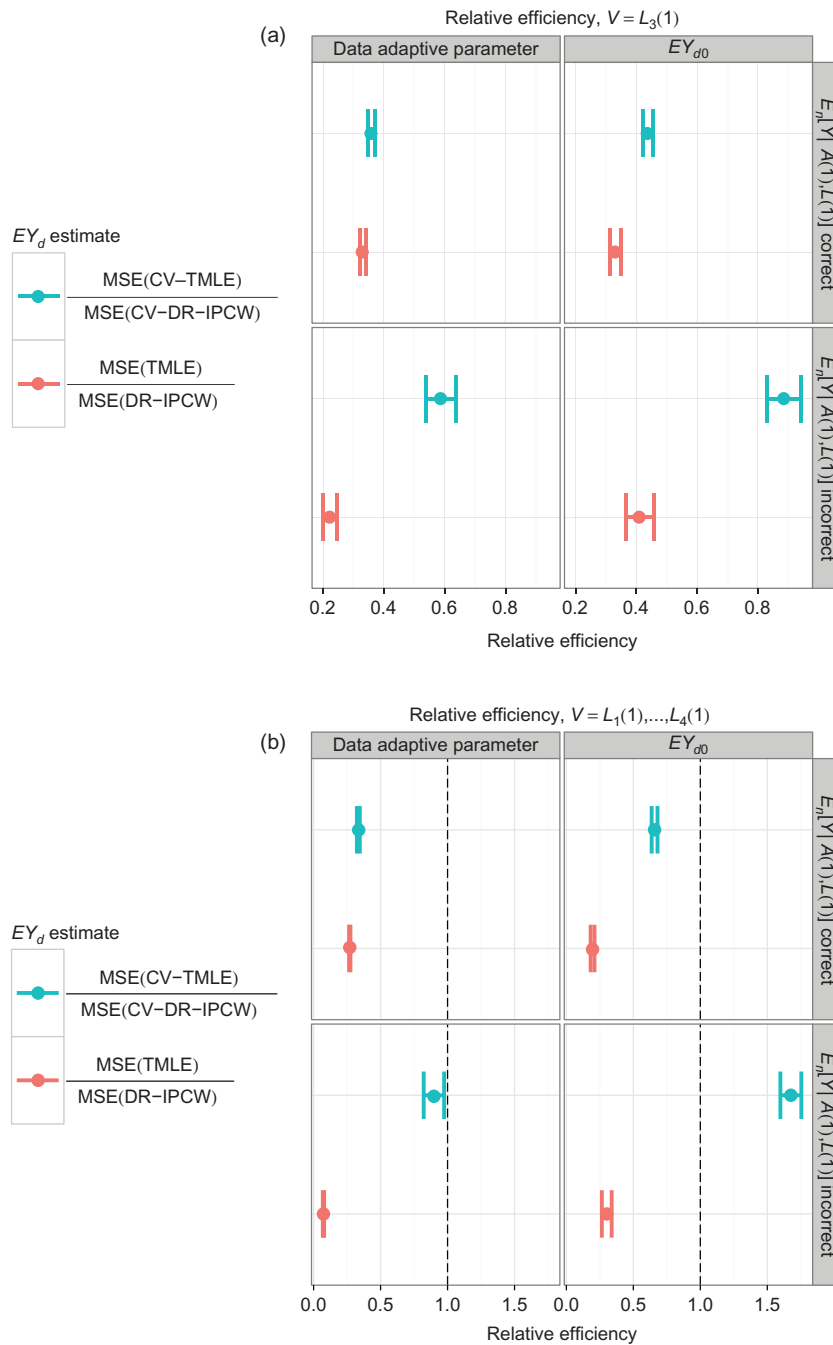 Relative efficiency, V = L₃(1)
(a)
Data adaptive parameter
EY_d0
Eₙ[Y| A(1),L(1)] correct
EY_d estimate
MSE(CV−TMLE)
MSE(CV−DR−IPCW)
MSE(TMLE)
MSE(DR−IPCW)
Eₙ[Y| A(1),L(1)] incorrect
0.2 0.4 0.6 0.8 0.2 0.4 0.6 0.8
Relative efficiency
Relative efficiency, V = L₁(1),...,L₄(1)
(b)
Data adaptive parameter
EY_d0
Eₙ[Y| A(1),L(1)] correct
EY_d estimate
MSE(CV−TMLE)
MSE(CV−DR−IPCW)
MSE(TMLE)
MSE(DR−IPCW)
Eₙ[Y| A(1),L(1)] incorrect
0.0 0.5 1.0 1.5 0.0 0.5 1.0 1.5
Relative efficiency